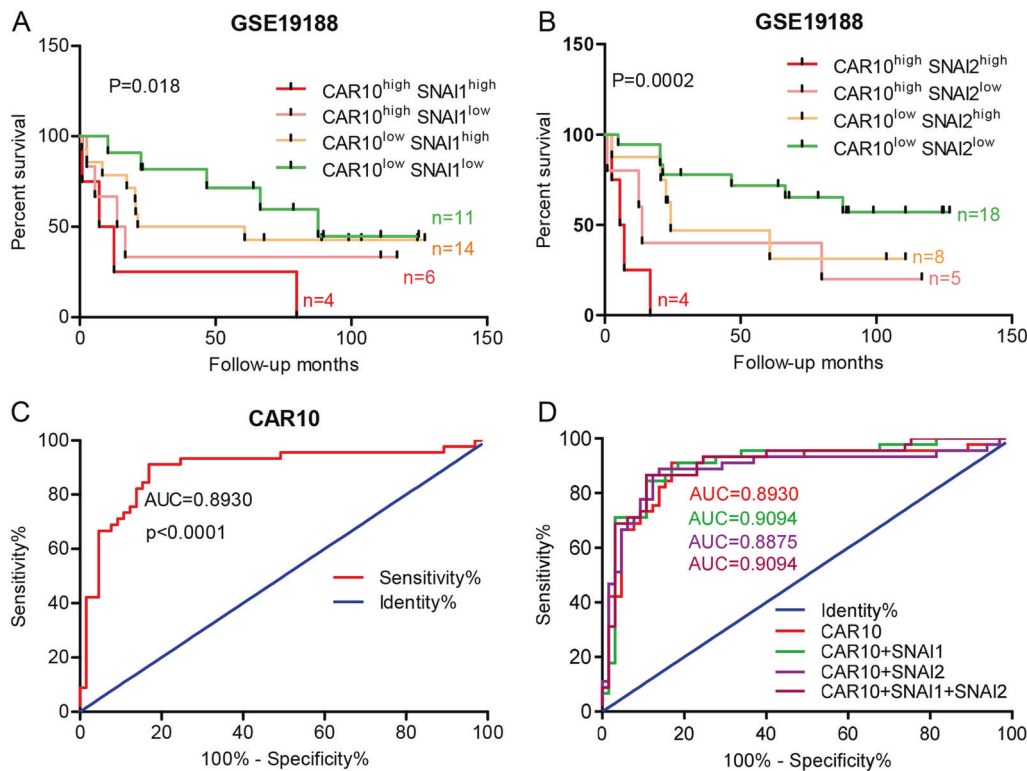 A
GSE19188
150
100
50
0
0
50
100
150
Percent survival
Follow-up months
P=0.018
CAR10high SNAI1high
CAR10high SNAI1low
CAR10low SNAI1high
CAR10low SNAI1low
n=11
n=14
n=6
n=4
B
GSE19188
150
100
50
0
0
50
100
150
Percent survival
Follow-up months
P=0.0002
CAR10high SNAI2high
CAR10high SNAI2low
CAR10low SNAI2high
CAR10low SNAI2low
n=18
n=8
n=5
n=4
C
CAR10
100
80
60
40
20
0
0
20
40
60
80
100
Sensitivity%
100% - Specificity%
AUC=0.8930
p<0.0001
Sensitivity%
Identity%
D
100
80
60
40
20
0
0
20
40
60
80
100
Sensitivity%
100% - Specificity%
AUC=0.8930
AUC=0.9094
AUC=0.8875
AUC=0.9094
Identity%
CAR10
CAR10+SNAI1
CAR10+SNAI2
CAR10+SNAI1+SNAI2